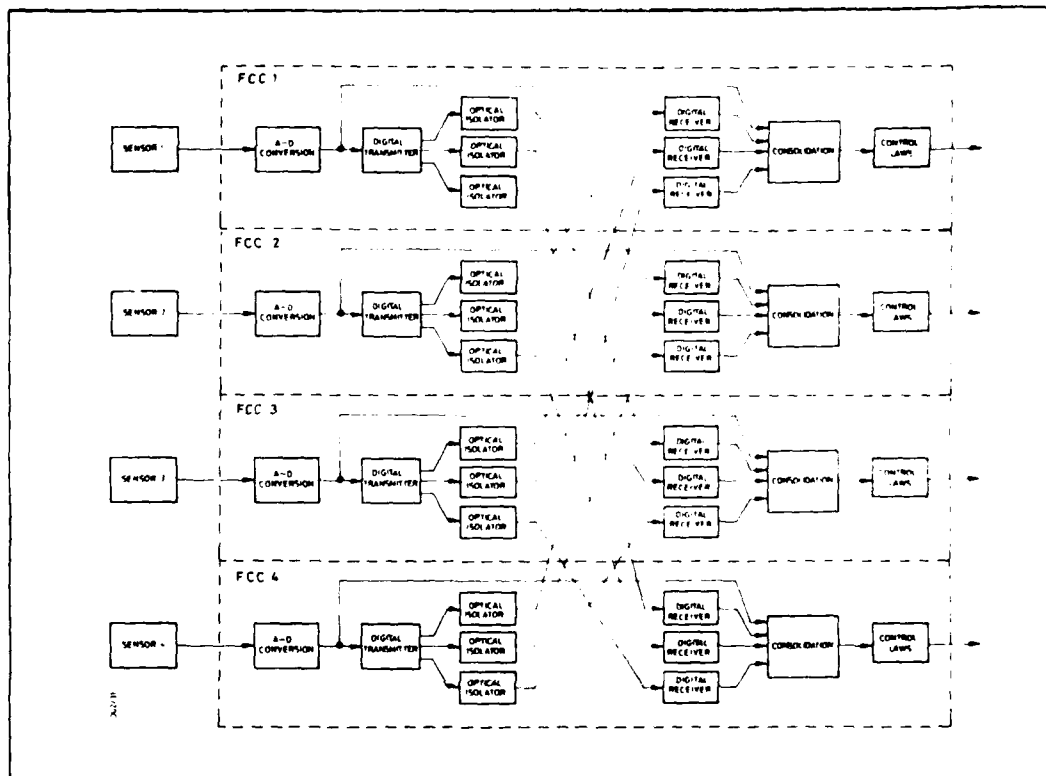 FCC 1
SENSOR 1
A-D
CONVERSION
DIGITAL
TRANSMITTER
OPTICAL
ISOLATOR
OPTICAL
ISOLATOR
OPTICAL
ISOLATOR
DIGITAL
RECEIVER
DIGITAL
RECEIVER
DIGITAL
RECEIVER
CONSOLIDATION
CONTROL
LAWS
FCC 2
SENSOR 2
A-D
CONVERSION
DIGITAL
TRANSMITTER
OPTICAL
ISOLATOR
OPTICAL
ISOLATOR
OPTICAL
ISOLATOR
DIGITAL
RECEIVER
DIGITAL
RECEIVER
DIGITAL
RECEIVER
CONSOLIDATION
CONTROL
LAWS
FCC 3
SENSOR 3
A-D
CONVERSION
DIGITAL
TRANSMITTER
OPTICAL
ISOLATOR
OPTICAL
ISOLATOR
OPTICAL
ISOLATOR
DIGITAL
RECEIVER
DIGITAL
RECEIVER
DIGITAL
RECEIVER
CONSOLIDATION
CONTROL
LAWS
FCC 4
SENSOR 4
A-D
CONVERSION
DIGITAL
TRANSMITTER
OPTICAL
ISOLATOR
OPTICAL
ISOLATOR
OPTICAL
ISOLATOR
DIGITAL
RECEIVER
DIGITAL
RECEIVER
DIGITAL
RECEIVER
CONSOLIDATION
CONTROL
LAWS